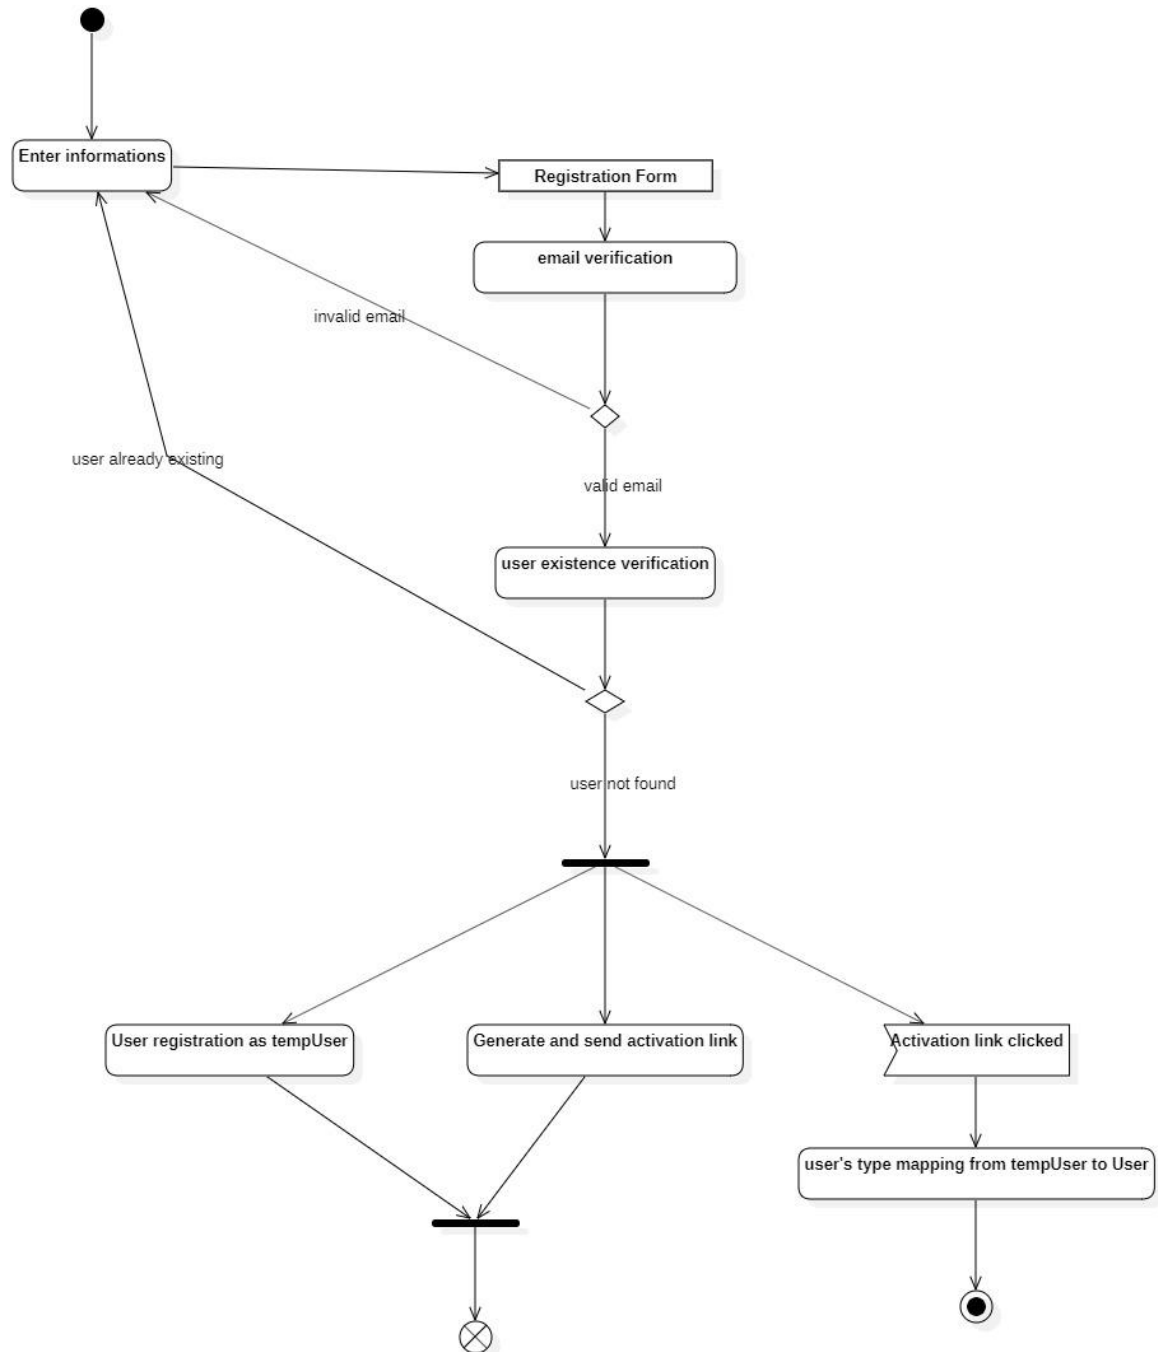 Enter informations
Registration Form
email verification
invalid email
user already existing
valid email
user existence verification
user not found
User registration as tempUser
Generate and send activation link
Activation link clicked
user's type mapping from tempUser to User